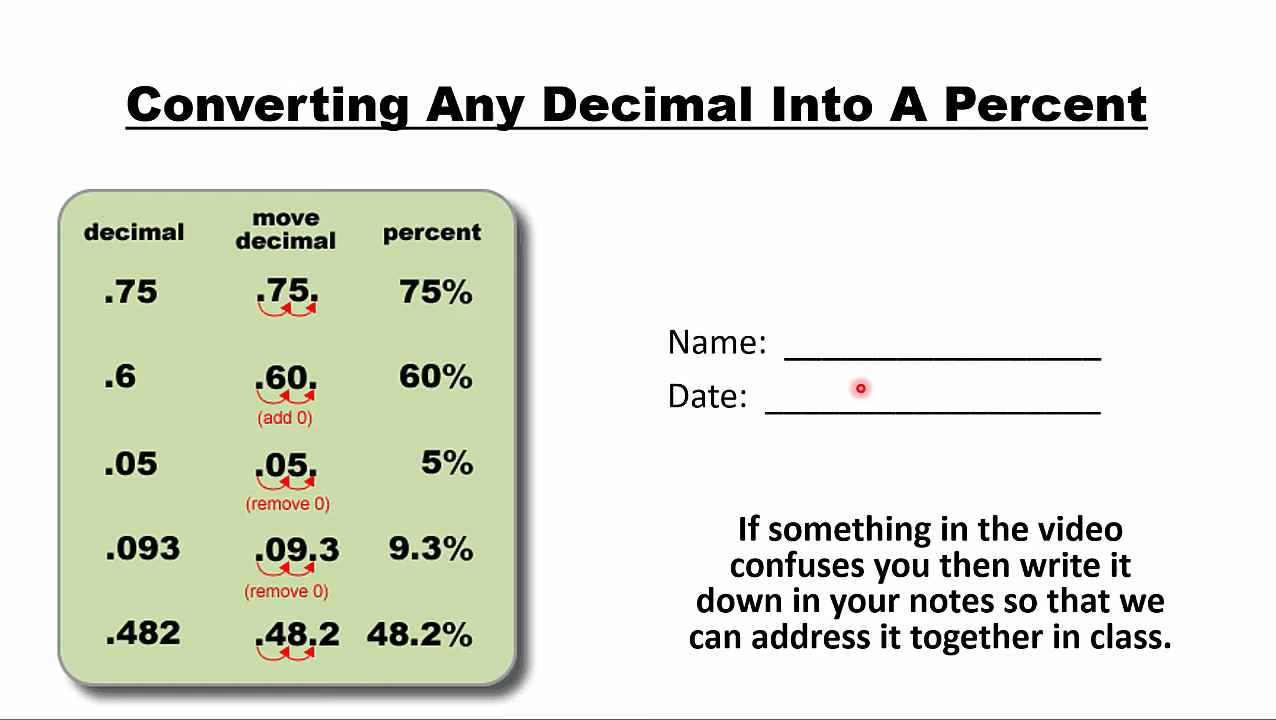 Converting Any Decimal Into A Percent
decimal move decimal percent
.75 .75. 75%
.6 .60. 60%
(add 0)
.05 .05. 5%
(remove 0)
.093 .09.3 9.3%
(remove 0)
.482 .48.2 48.2%
Name: _________________
Date: __________________
If something in the video
confuses you then write it
down in your notes so that we
can address it together in class.